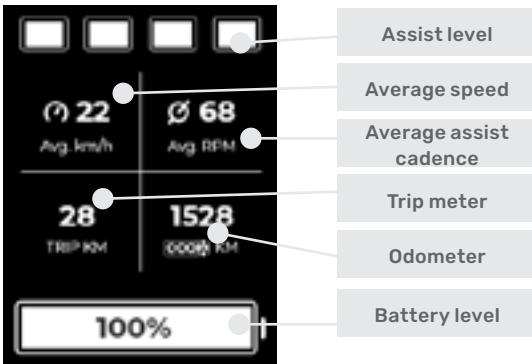 Assist level
22
68
Avg. km/h
Avg. RPM
Average speed
Average assist
cadence
28
1528
TRIP KM
KM
Trip meter
Odometer
100%
Battery level